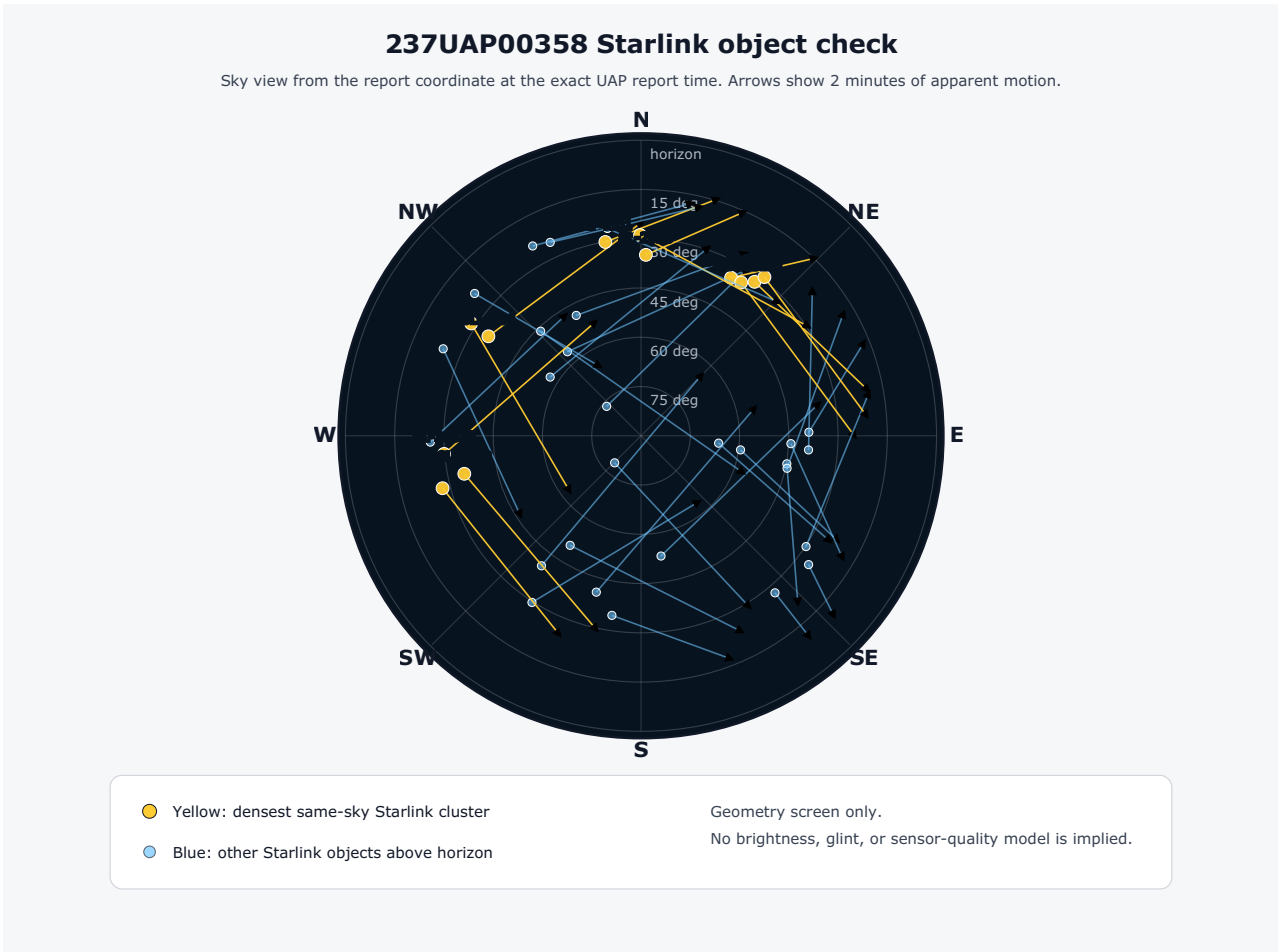 237UAP00358 Starlink object check
Sky view from the report coordinate at the exact UAP report time. Arrows show 2 minutes of apparent motion.
N
horizon
15 deg
NW
NE
30 deg
45 deg
60 deg
75 deg
W
E
SW
SE
S
Yellow: densest same-sky Starlink cluster
Geometry screen only.
No brightness, glint, or sensor-quality model is implied.
Blue: other Starlink objects above horizon